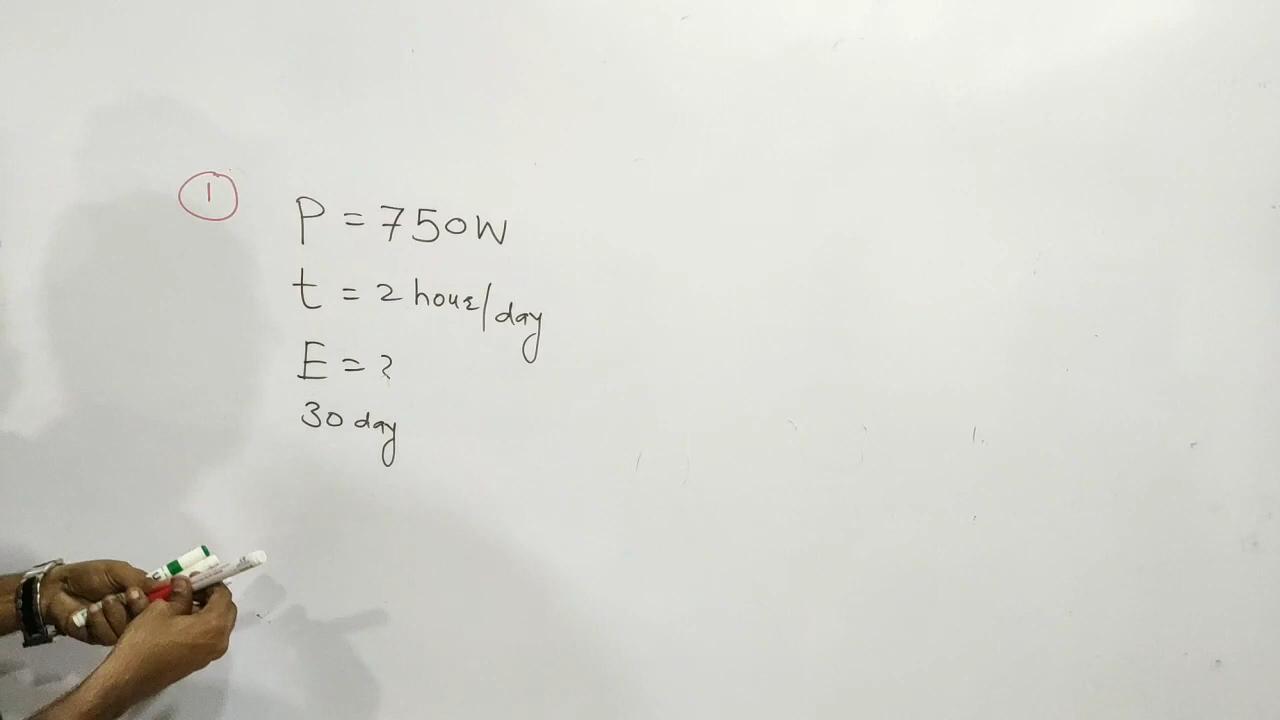 1
P = 750W
t = 2 hour/day
E = ?
30 day